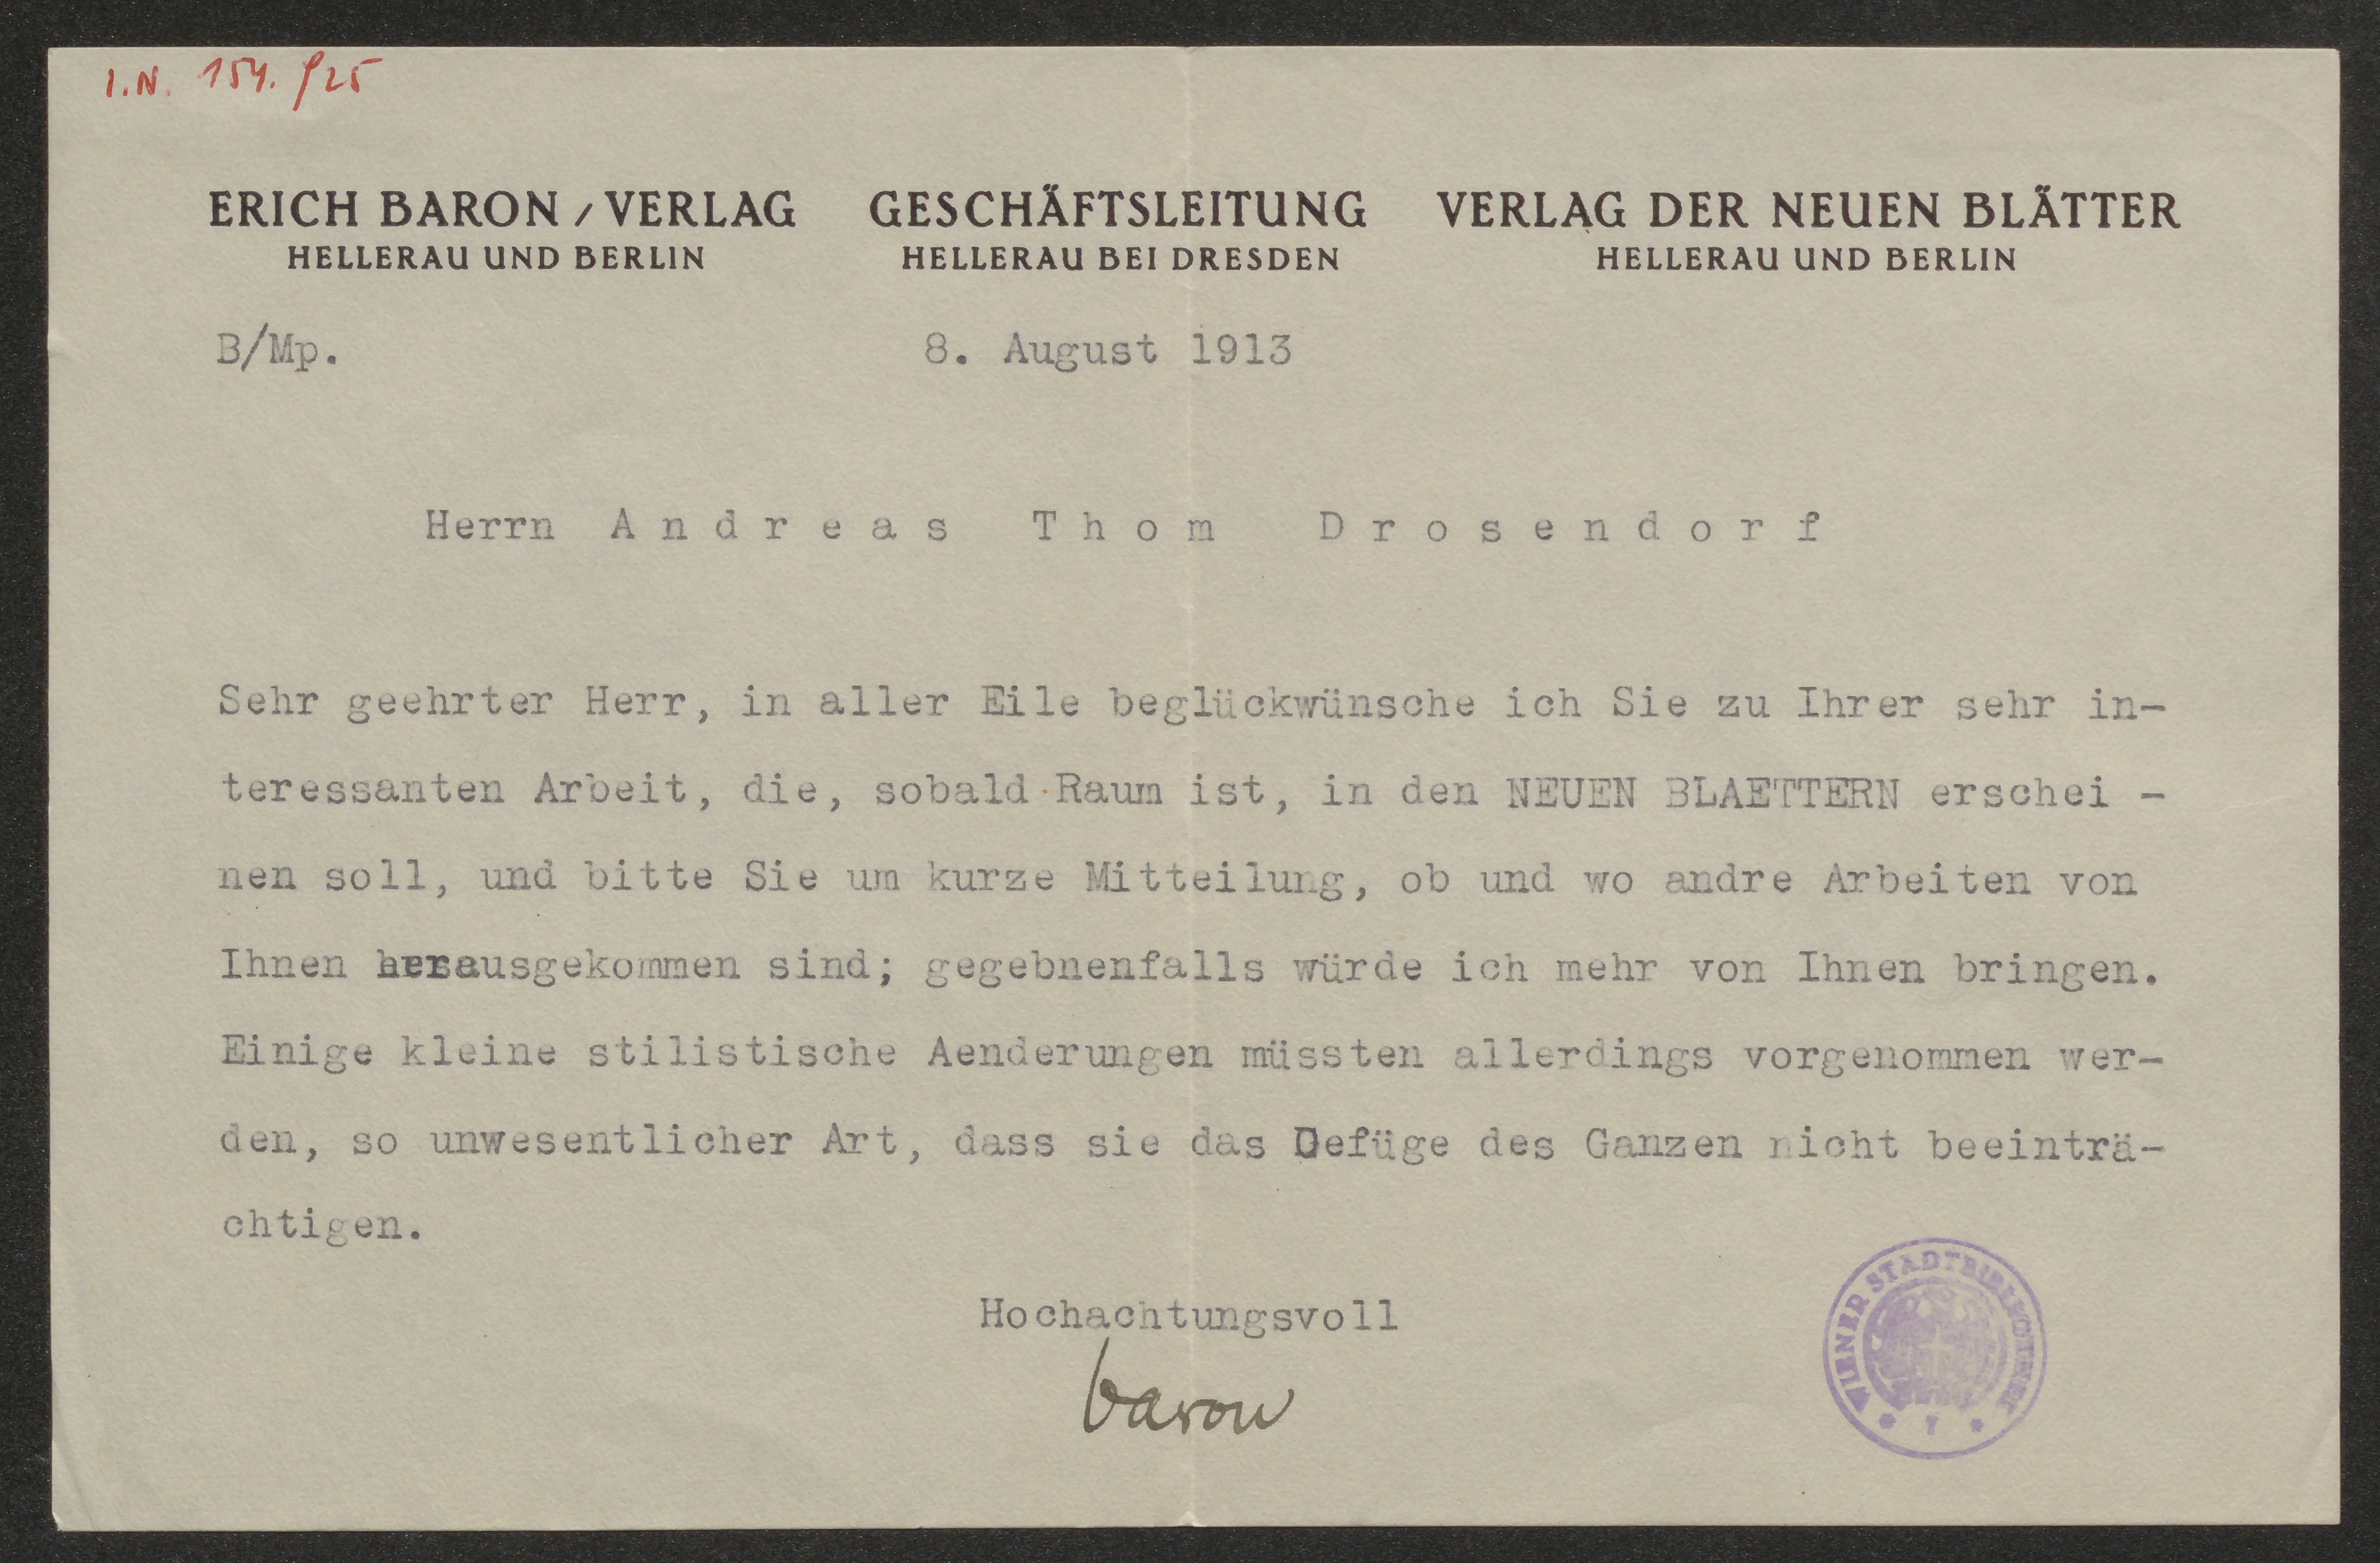 I.N. 154.925
ERICH BARON / VERLAG GESCHÄFTSLEITUNG VERLAG DER NEUEN BLÄTTER
HELLERAU UND BERLIN HELLERAU BEI DRESDEN HELLERAU UND BERLIN
B/Mp. 8. August 1913
Herrn Andreas Thom Drosendorf
Sehr geehrter Herr, in aller Eile beglückwünsche ich Sie zu Ihrer sehr in-
teressanten Arbeit, die, sobald Raum ist, in den NEUEN BLAETTERN erschei -
nen soll, und bitte Sie um kurze Mitteilung, ob und wo andre Arbeiten von
Ihnen herausgekommen sind; gegebnenfalls würde ich mehr von Ihnen bringen.
Einige kleine stilistische Aenderungen müssten allerdings vorgenommen wer-
den, so unwesentlicher Art, dass sie das Gefüge des Ganzen nicht beeinträ-
chtigen.
Hochachtungsvoll
baron
WIENER STADTBIBLIOTHEK